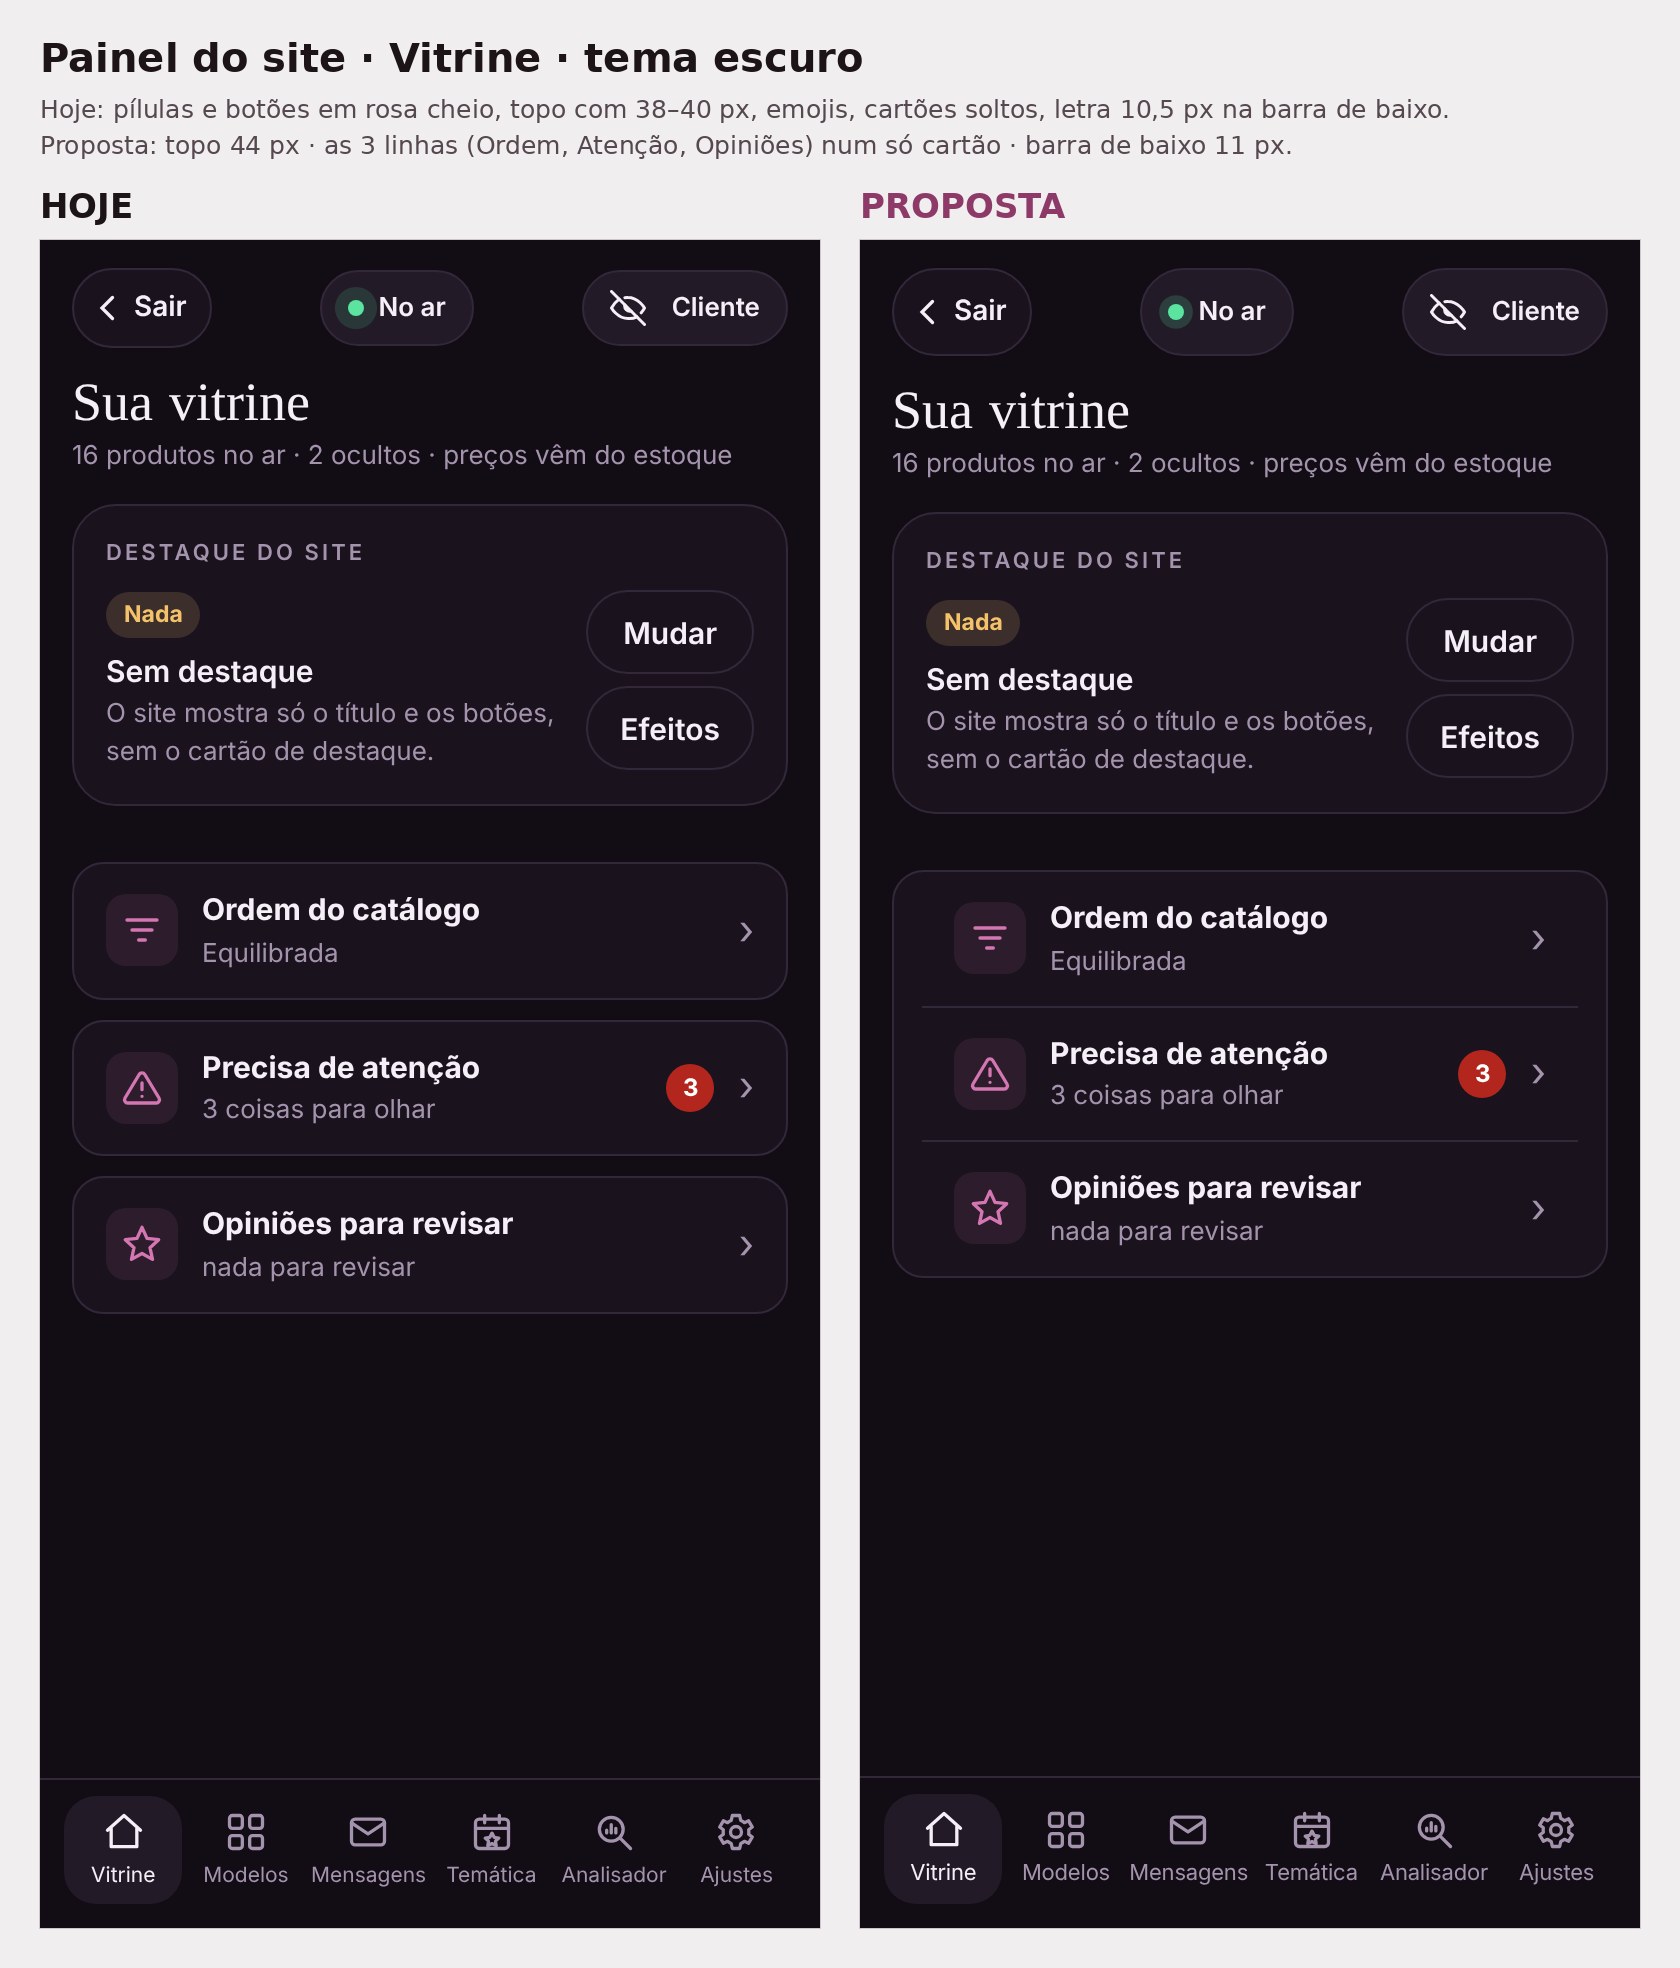 Painel do site · Vitrine · tema escuro
Hoje: pílulas e botões em rosa cheio, topo com 38–40 px, emojis, cartões soltos, letra 10,5 px na barra de baixo.
Proposta: topo 44 px · as 3 linhas (Ordem, Atenção, Opiniões) num só cartão · barra de baixo 11 px.
HOJE
Sair
No ar
Cliente
Sua vitrine
16 produtos no ar · 2 ocultos · preços vêm do estoque
DESTAQUE DO SITE
Nada
Sem destaque
O site mostra só o título e os botões,
sem o cartão de destaque.
Mudar
Efeitos
Ordem do catálogo
Equilibrada
Precisa de atenção
3 coisas para olhar
3
Opiniões para revisar
nada para revisar
Vitrine
Modelos
Mensagens
Temática
Analisador
Ajustes
PROPOSTA
Sair
No ar
Cliente
Sua vitrine
16 produtos no ar · 2 ocultos · preços vêm do estoque
DESTAQUE DO SITE
Nada
Sem destaque
O site mostra só o título e os botões,
sem o cartão de destaque.
Mudar
Efeitos
Ordem do catálogo
Equilibrada
Precisa de atenção
3 coisas para olhar
3
Opiniões para revisar
nada para revisar
Vitrine
Modelos
Mensagens
Temática
Analisador
Ajustes